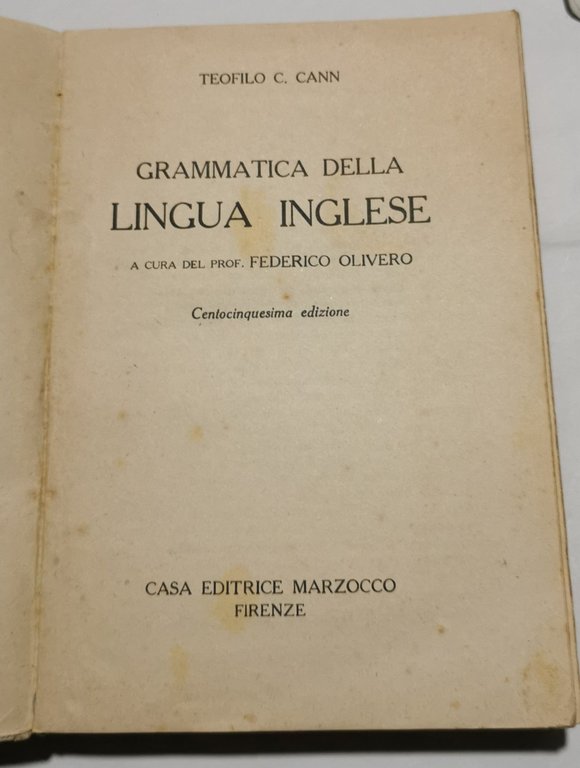 TEOFILO C. CANN
GRAMMATICA DELLA
LINGUA INGLESE
A CURA DEL PROF. FEDERICO OLIVERO
Centocinquesima edizione
CASA EDITRICE MARZOCCO
FIRENZE